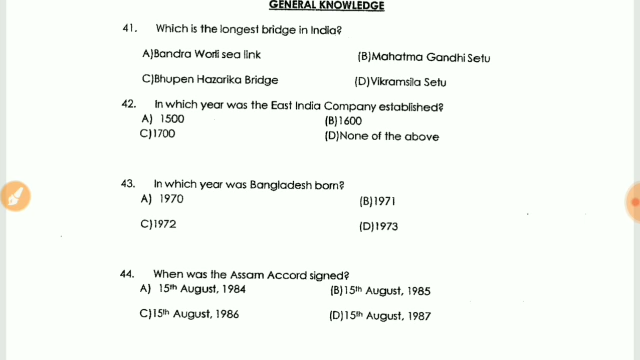 GENERAL KNOWLEDGE
41. Which is the longest bridge in India?
A)Bandra Worli sea link (B)Mahatma Gandhi Setu
C)Bhupen Hazarika Bridge (D)Vikramsila Setu
42. In which year was the East India Company established?
A) 1500 (B)1600
C)1700 (D)None of the above
43. In which year was Bangladesh born?
A) 1970 (B)1971
C)1972 (D)1973
44. When was the Assam Accord signed?
A) 15th August, 1984 (B)15th August, 1985
C)15th August, 1986 (D)15th August, 1987